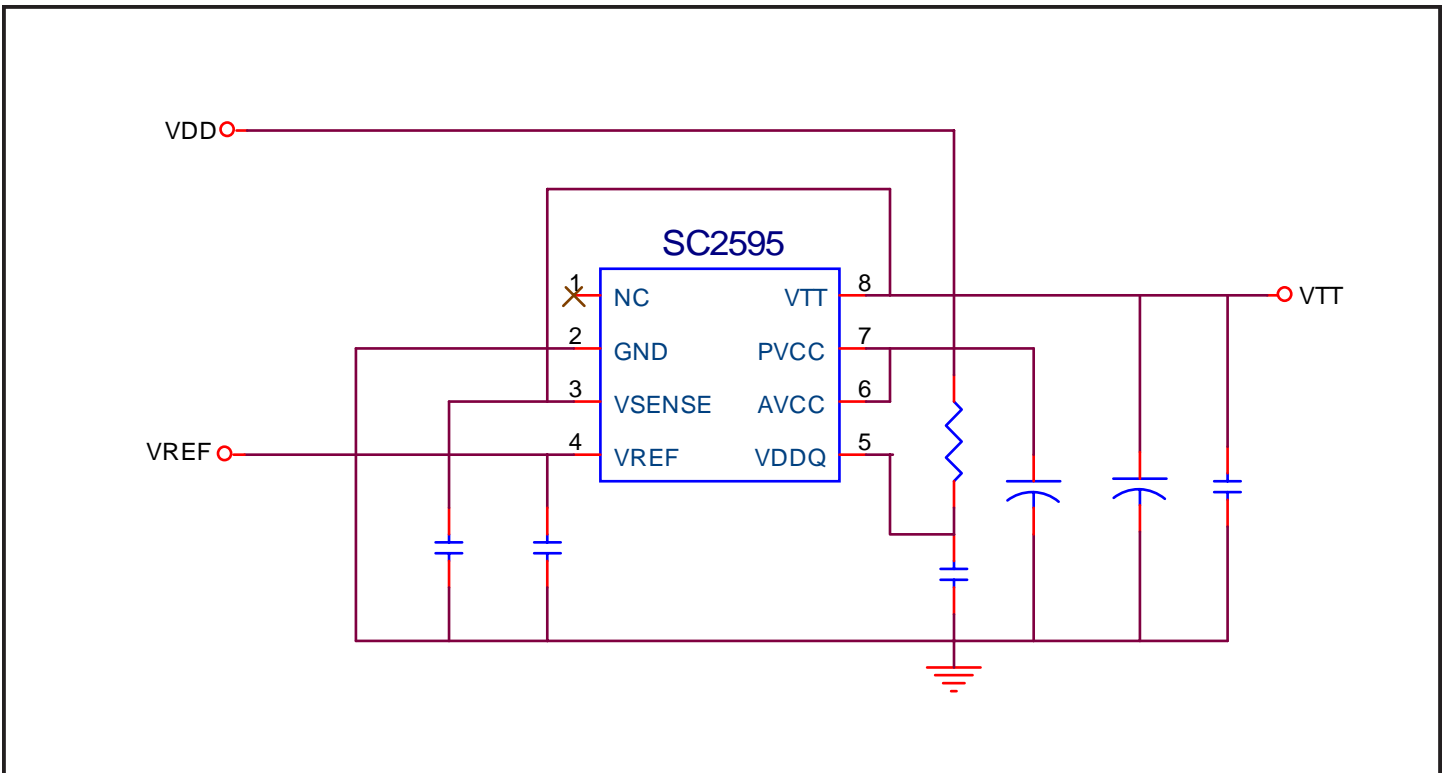 VDD
SC2595
1 NC VTT 8 VTT
2 GND PVCC 7
3 VSENSE AVCC 6
VREF 4 VREF VDDQ 5